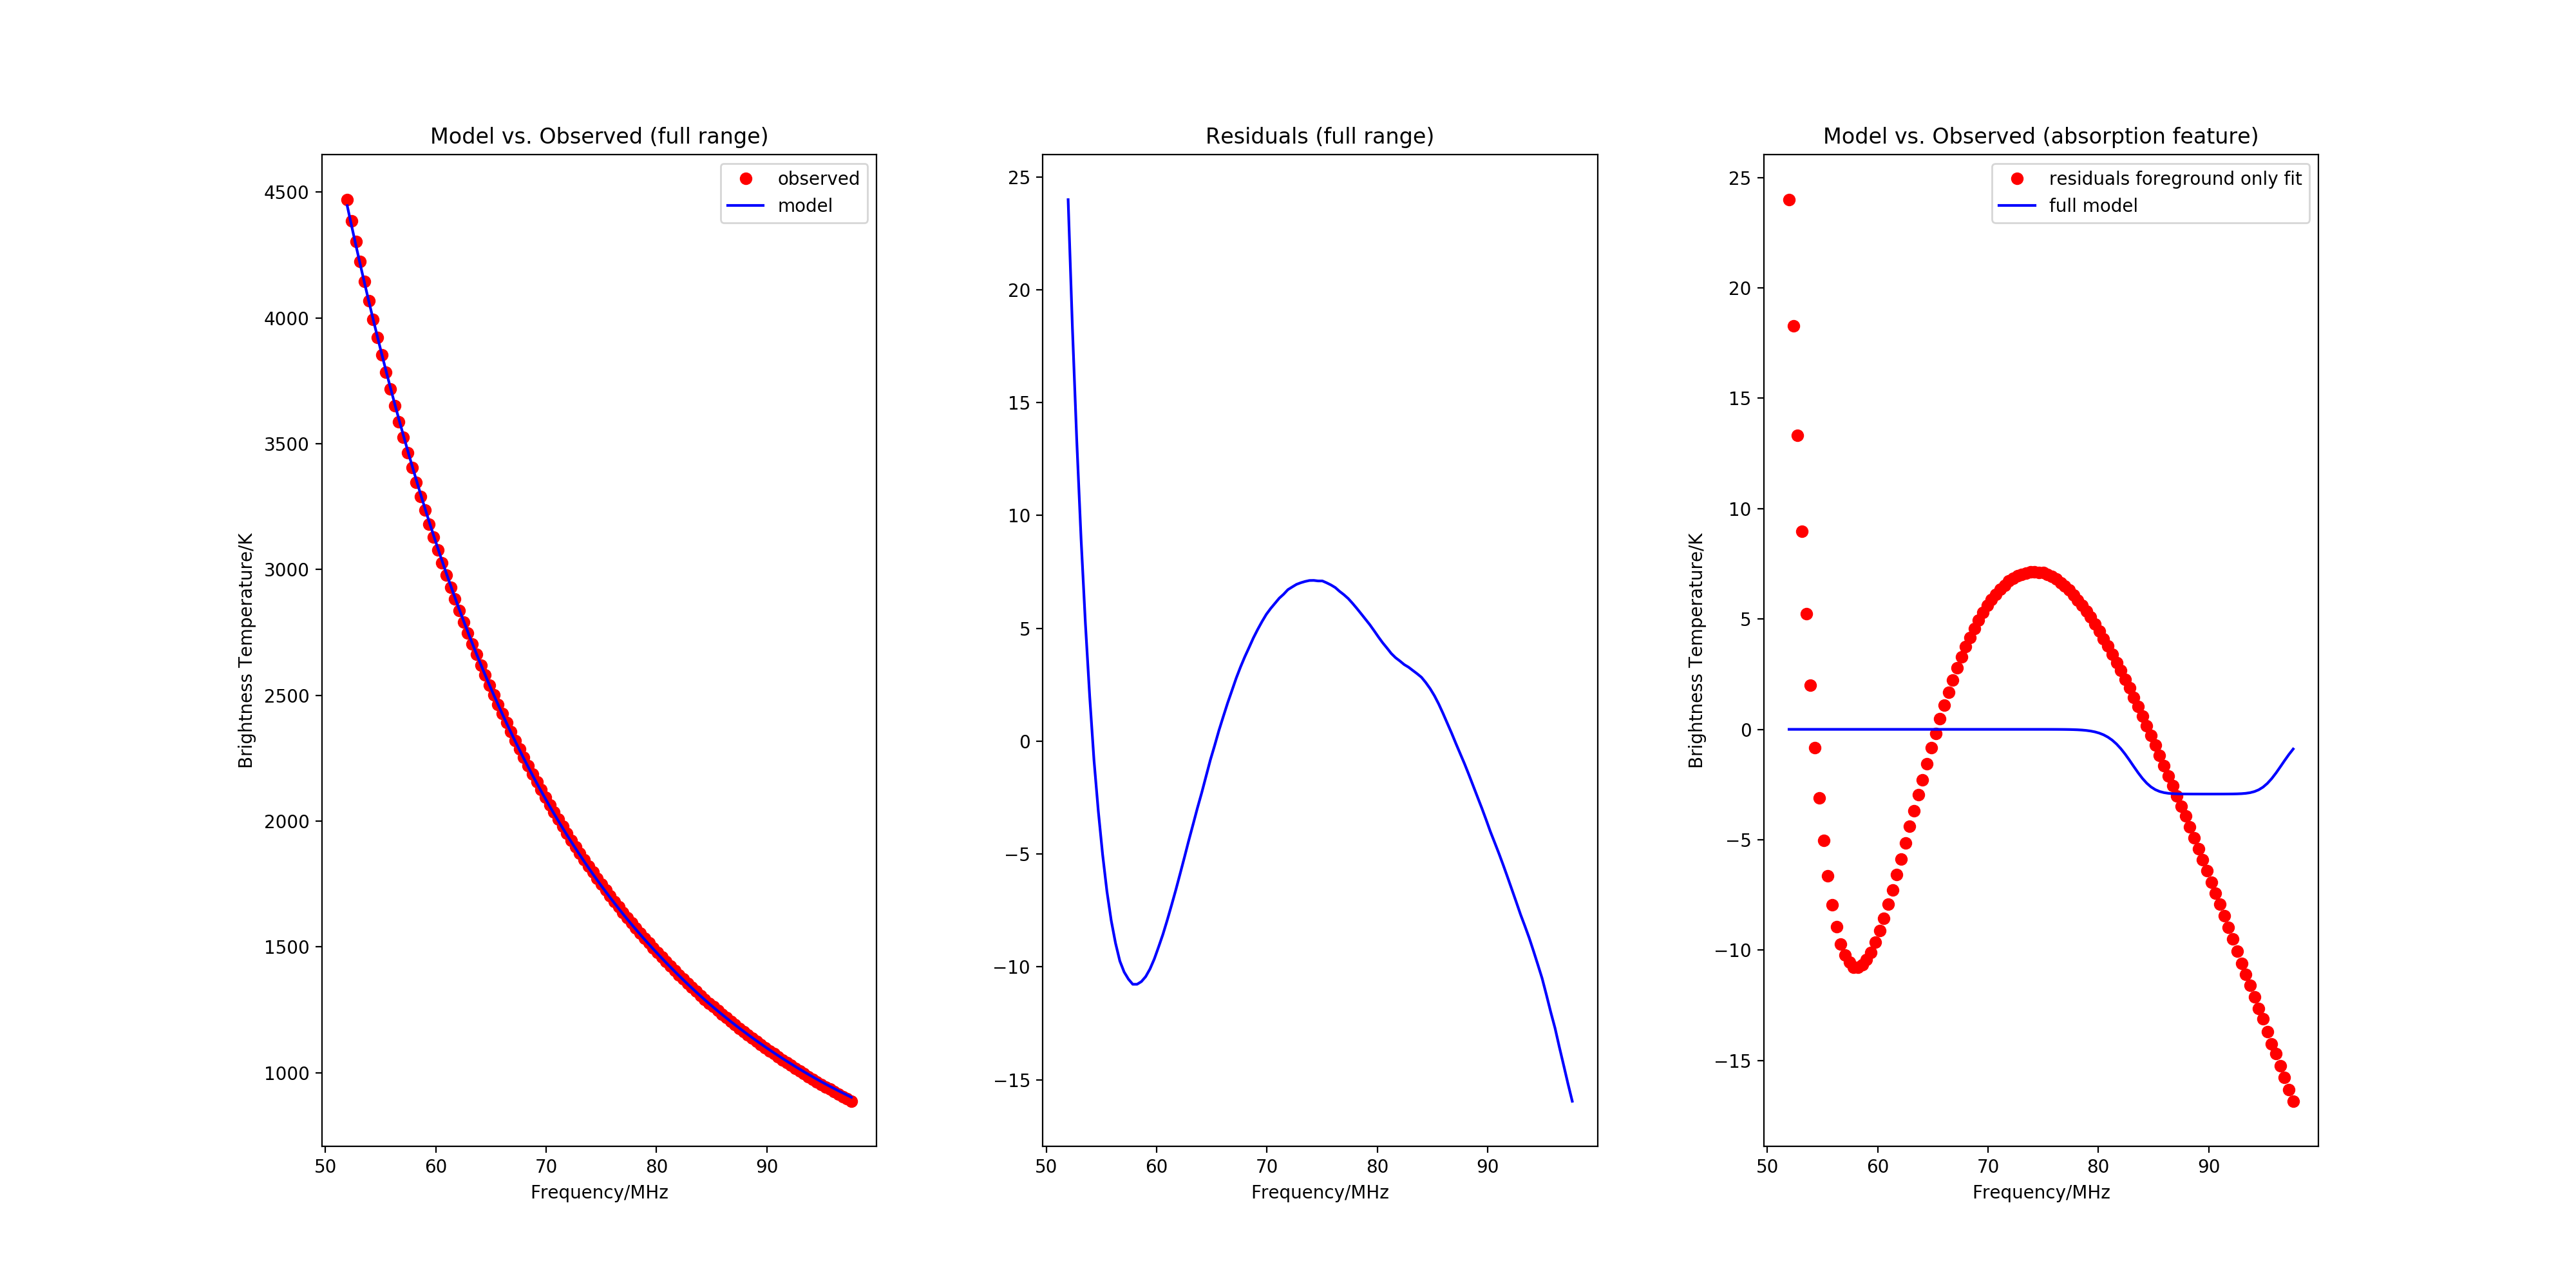 Model vs. Observed (full range)
observed
model
4500
4000
3500
3000
2500
2000
1500
1000
Brightness Temperature/K
50 60 70 80 90
Frequency/MHz
Residuals (full range)
25
20
15
10
5
0
−5
−10
−15
50 60 70 80 90
Frequency/MHz
Model vs. Observed (absorption feature)
residuals foreground only fit
full model
25
20
15
10
5
0
−5
−10
−15
Brightness Temperature/K
50 60 70 80 90
Frequency/MHz